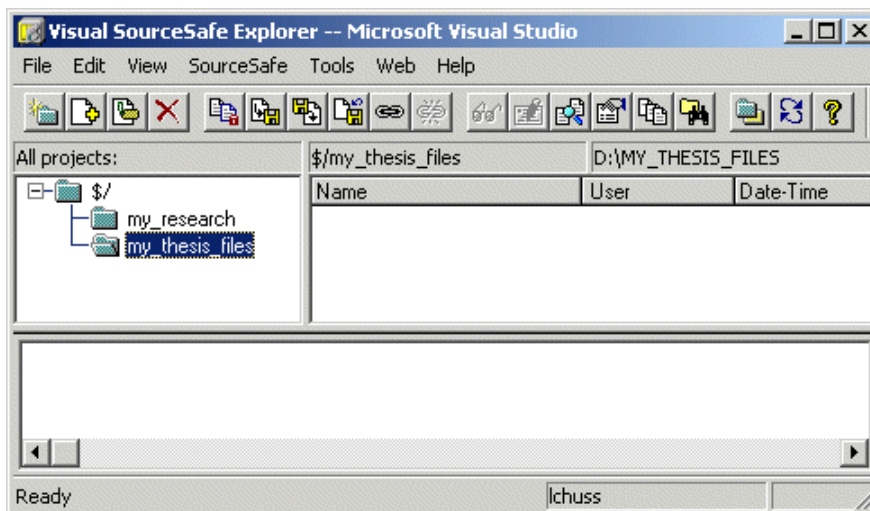 Visual SourceSafe Explorer -- Microsoft Visual Studio
File Edit View SourceSafe Tools Web Help
All projects: $/my_thesis_files D:\MY_THESIS_FILES
Name User Date-Time
$/
my_research
my_thesis_files
Ready lchuss